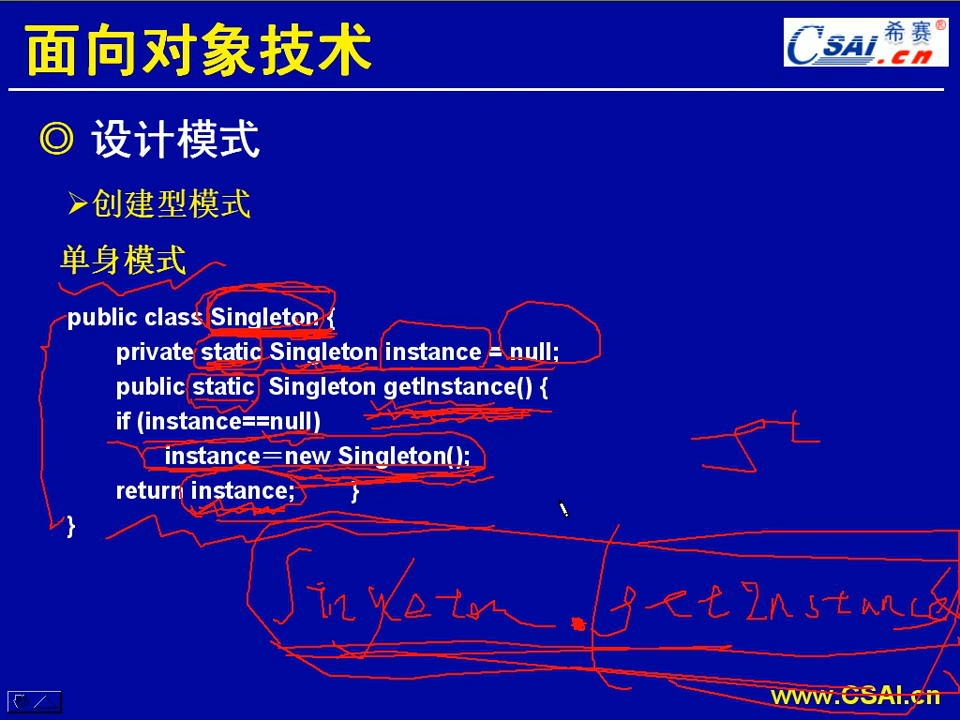 面向对象技术
CSAI.cn 希赛®
◎ 设计模式
➢创建型模式
单身模式
public class Singleton {
private static Singleton instance = null;
public static Singleton getInstance() {
if (instance==null)
instance＝new Singleton();
return instance; }
}
Singleton.getInstance
www.CSAI.cn